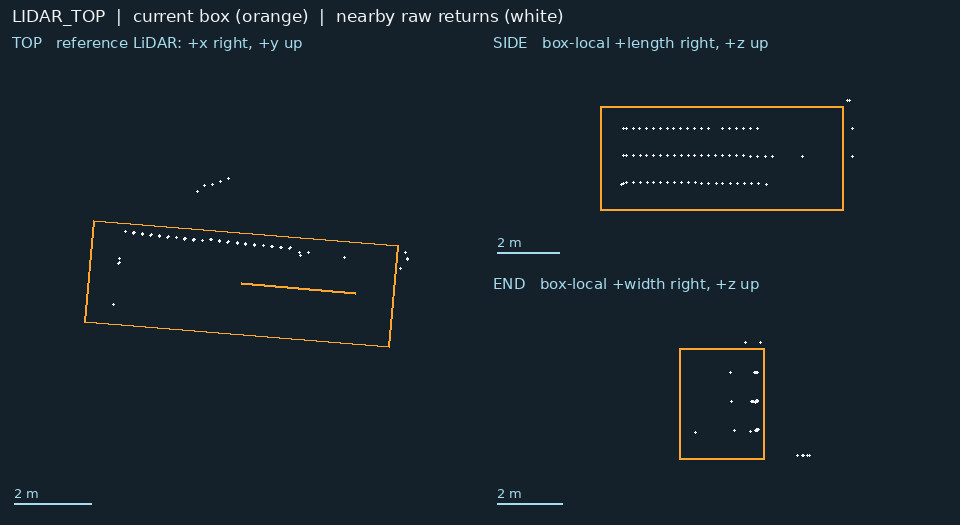 LIDAR_TOP | current box (orange) | nearby raw returns (white)
TOP reference LiDAR: +x right, +y up
SIDE box-local +length right, +z up
2 m
END box-local +width right, +z up
2 m
2 m